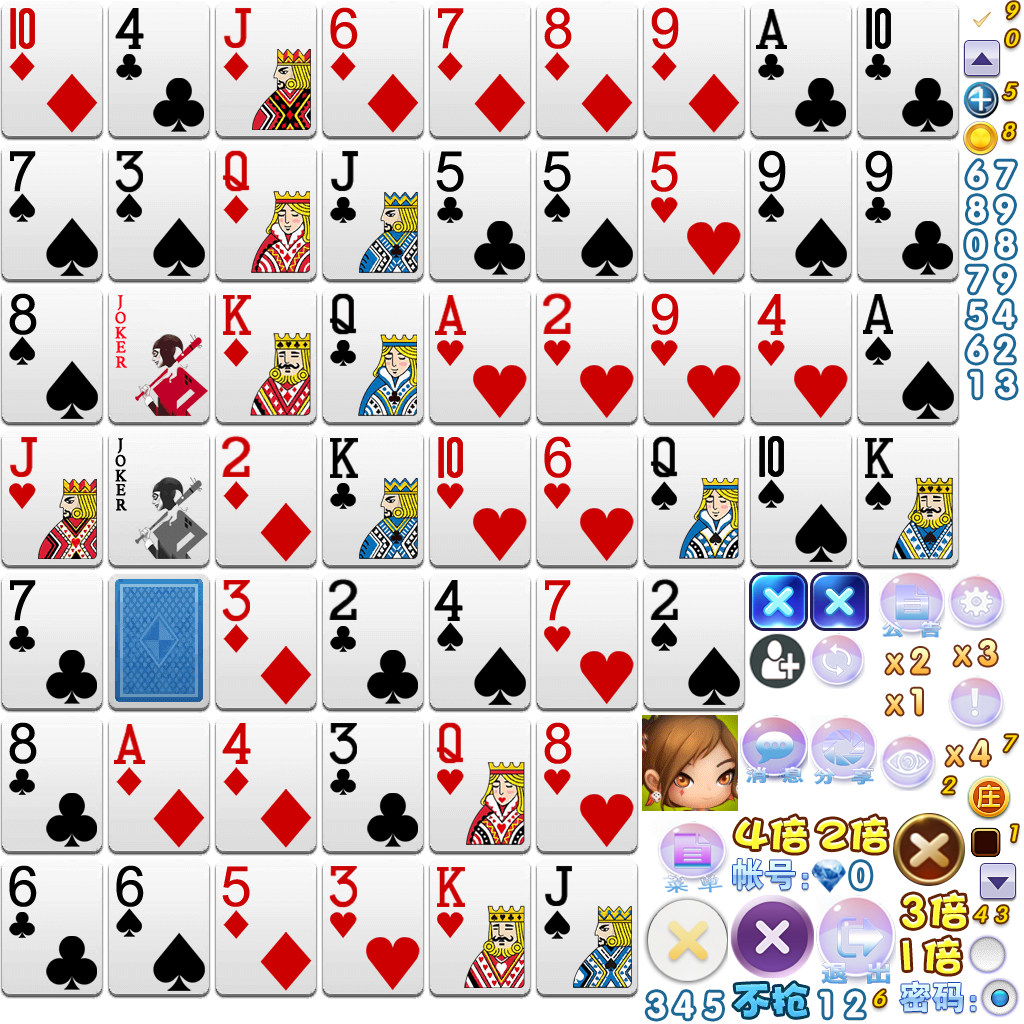 10 4 J 6 7 8 9 A 10 9
0
5
8
7 3 Q J 5 5 5 9 9 67
89
08
79
8 JOKER K Q A 2 9 4 A 54
62
13
J JOKER 2 K 10 6 Q 10 K
7 3 2 4 7 2 公告
x2 x3
x1
8 A 4 3 Q 8 消息 分享 x4 7
2 庄
4倍 2倍 1
菜单 帐号: 0
6 6 5 3 K J 3倍 4 3
退出 1倍
345 不抢 12 6 密码: